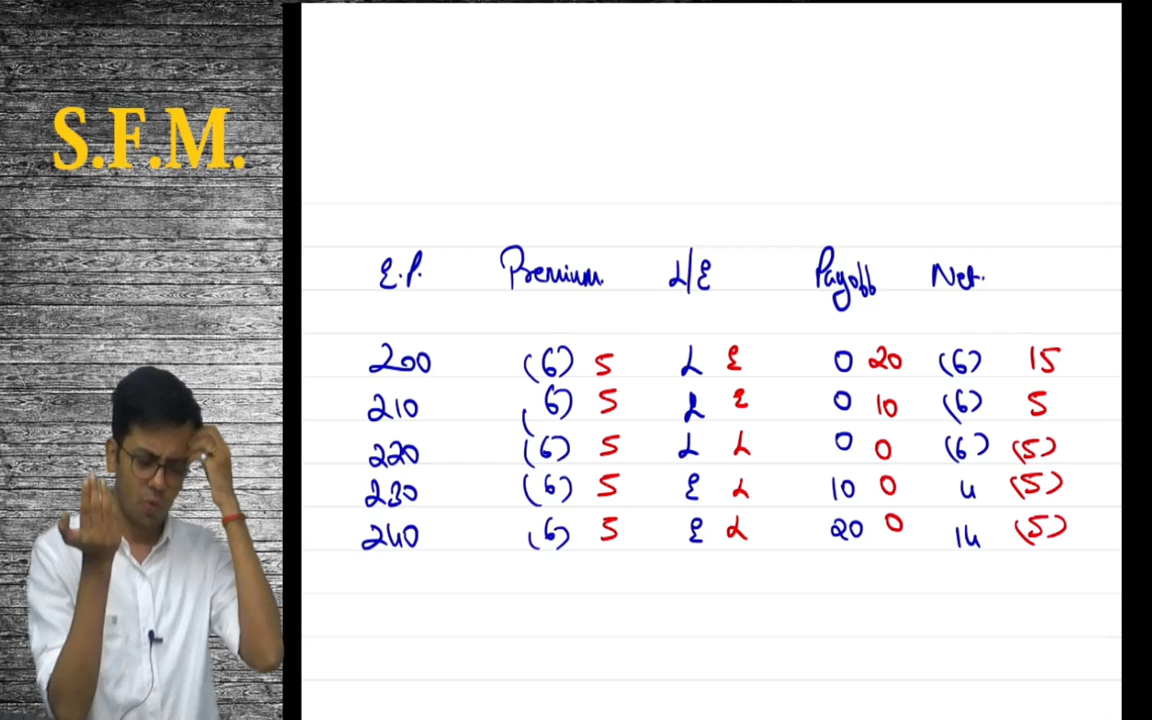 S.F.M.
E.P. Premium L/E Payoff Net.
200 (6) 5 L E 0 20 (6) 15
210 (6) 5 L E 0 10 (6) 5
220 (6) 5 L L 0 0 (6) (5)
230 (6) 5 E L 10 0 4 (5)
240 (6) 5 E L 20 0 14 (5)